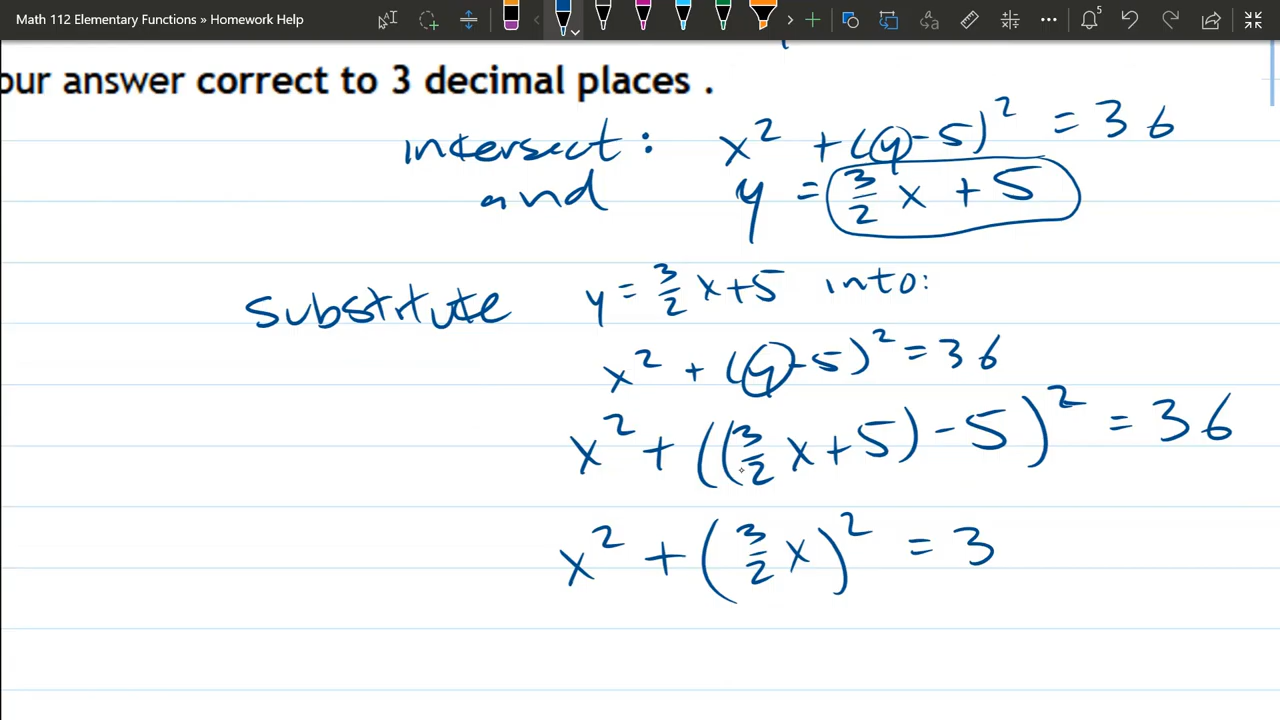 Math 112 Elementary Functions » Homework Help
5
our answer correct to 3 decimal places .
intersect: x² + (y-5)² = 36
and y = 3/2 x + 5
substitute y = 3/2 x+5 into:
x² + (y-5)² = 36
x² + ((3/2 x+5) - 5)² = 36
x² + (3/2 x)² = 3